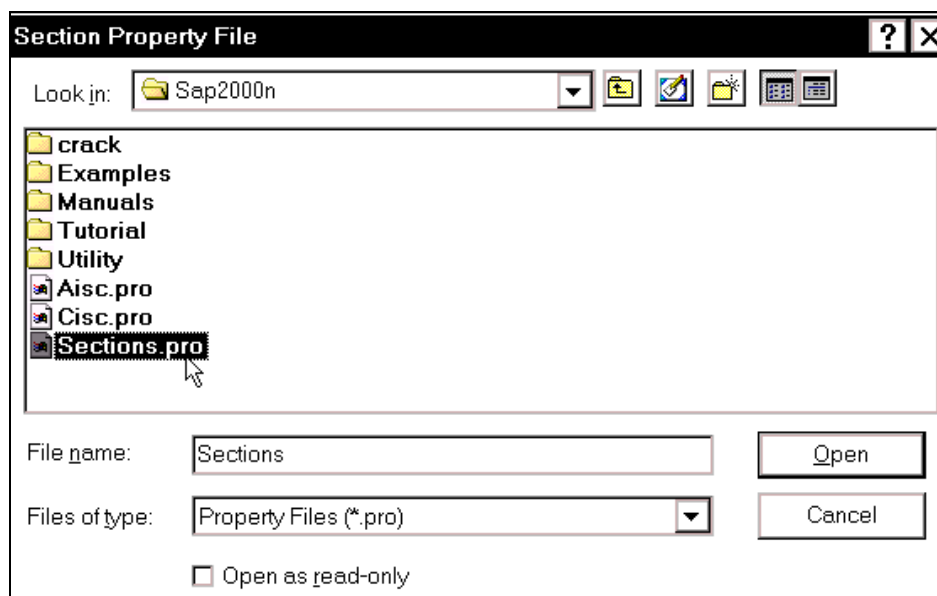 Section Property File
Look in: Sap2000n
crack
Examples
Manuals
Tutorial
Utility
Aisc.pro
Cisc.pro
Sections.pro
File name: Sections Open
Files of type: Property Files (*.pro) Cancel
Open as read-only